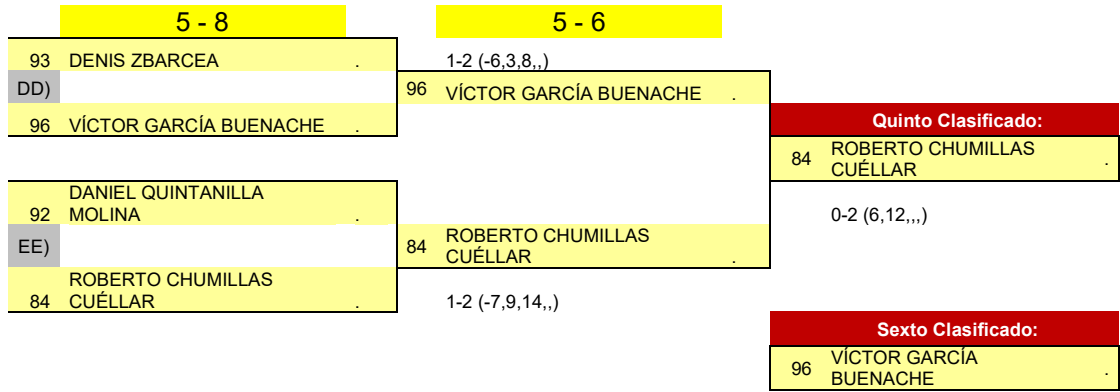 5 - 8
5 - 6
93 DENIS ZBARCEA .
1-2 (-6,3,8,,)
DD)
96 VÍCTOR GARCÍA BUENACHE .
96 VÍCTOR GARCÍA BUENACHE .
Quinto Clasificado:
84 ROBERTO CHUMILLAS
CUÉLLAR .
DANIEL QUINTANILLA
92 MOLINA .
0-2 (6,12,,,)
EE)
84 ROBERTO CHUMILLAS
CUÉLLAR .
ROBERTO CHUMILLAS
84 CUÉLLAR .
1-2 (-7,9,14,,)
Sexto Clasificado:
96 VÍCTOR GARCÍA
BUENACHE .